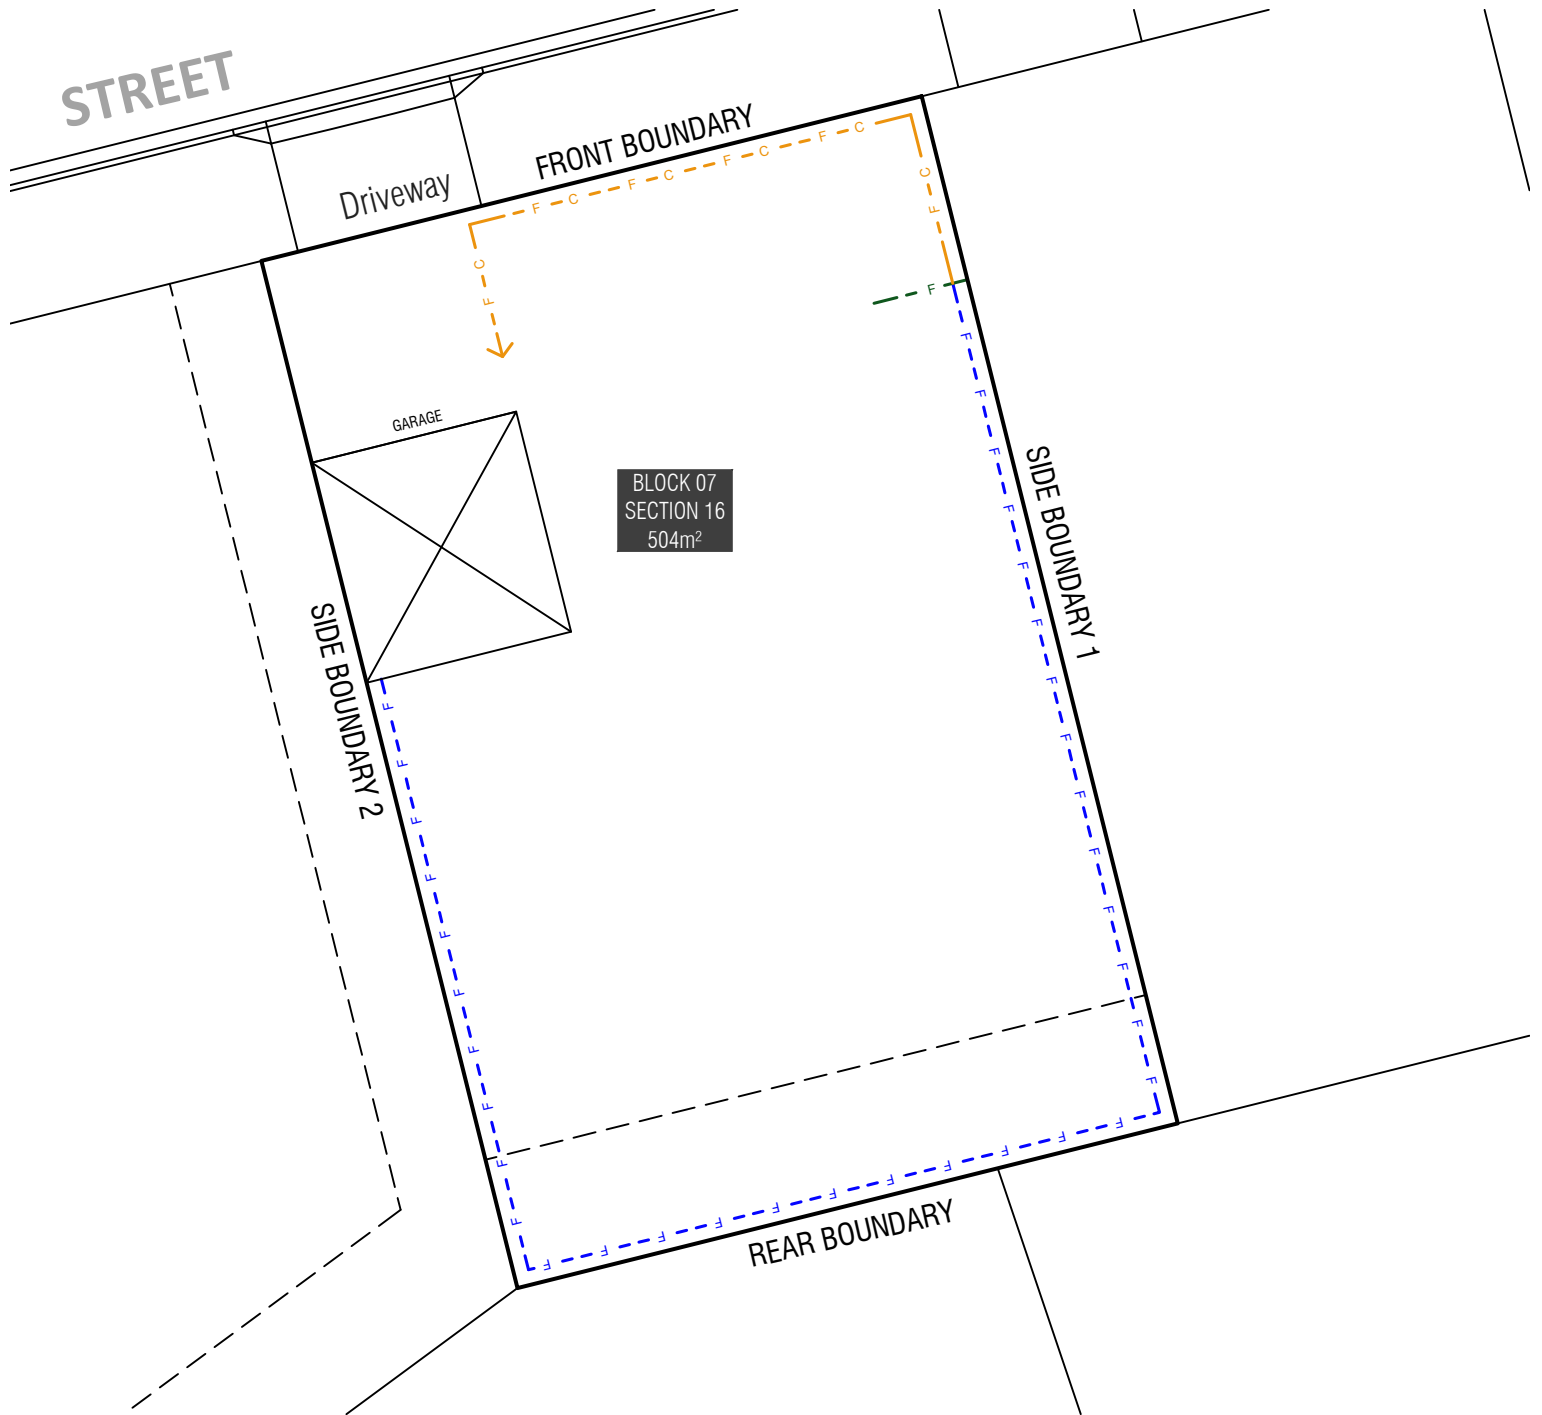 STREET
FRONT BOUNDARY
Driveway
F C F C F C F C
C F
C F
F
GARAGE
BLOCK 07
SECTION 16
504m²
SIDE BOUNDARY 1
SIDE BOUNDARY 2
F F F F F F F F F F F F F F
F F F F F F F F F F
F F F F F F F F F F F
REAR BOUNDARY